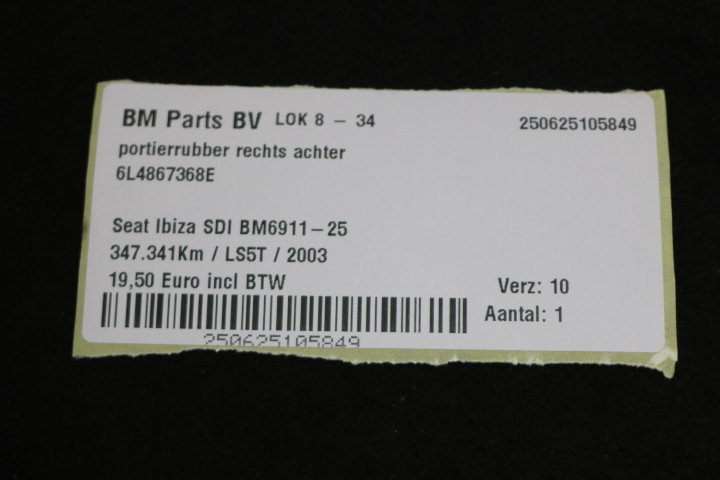 BM Parts BV LOK 8 – 34 250625105849
portierrubber rechts achter
6L4867368E
Seat Ibiza SDI BM6911–25
347.341Km / LS5T / 2003
19,50 Euro incl BTW Verz: 10
Aantal: 1
250625105849